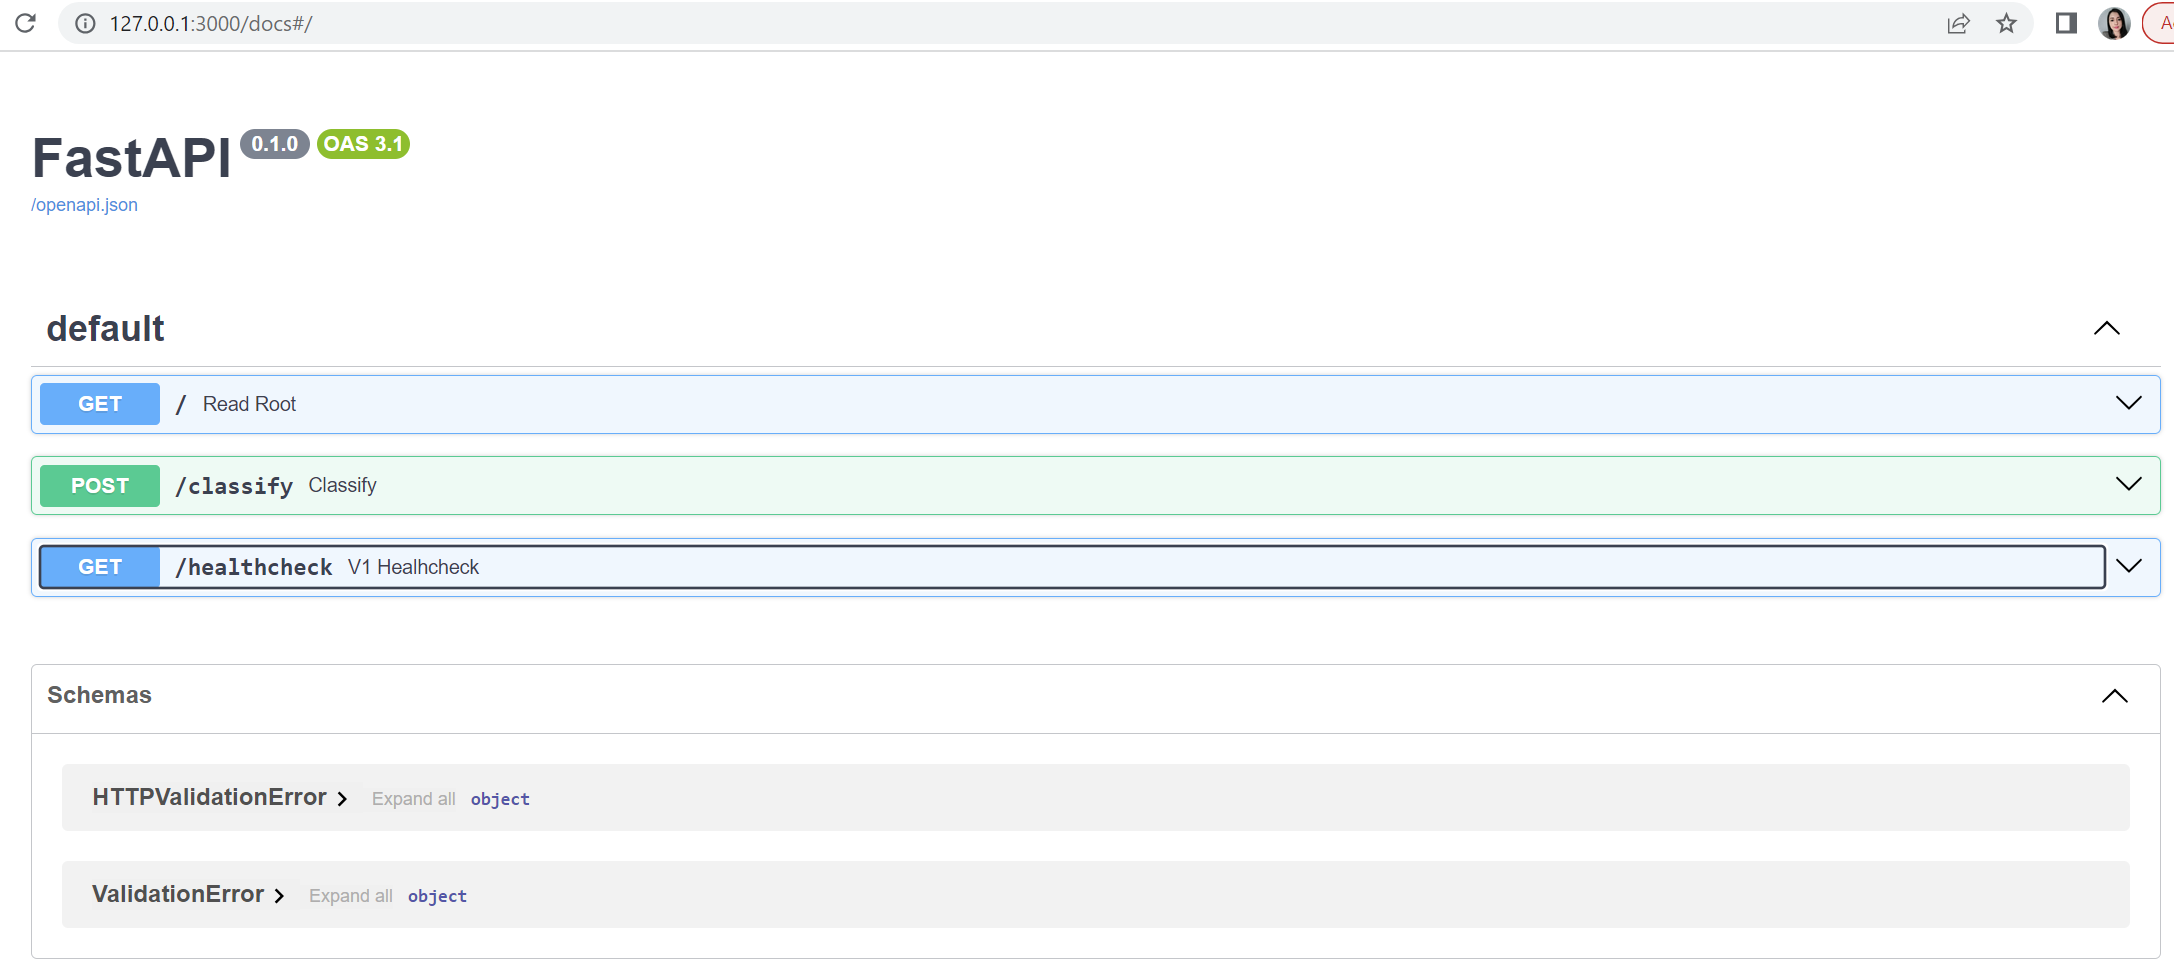 127.0.0.1:3000/docs#/
FastAPI 0.1.0 OAS 3.1
/openapi.json
default
GET / Read Root
POST /classify Classify
GET /healthcheck V1 Healhcheck
Schemas
HTTPValidationError Expand all object
ValidationError Expand all object